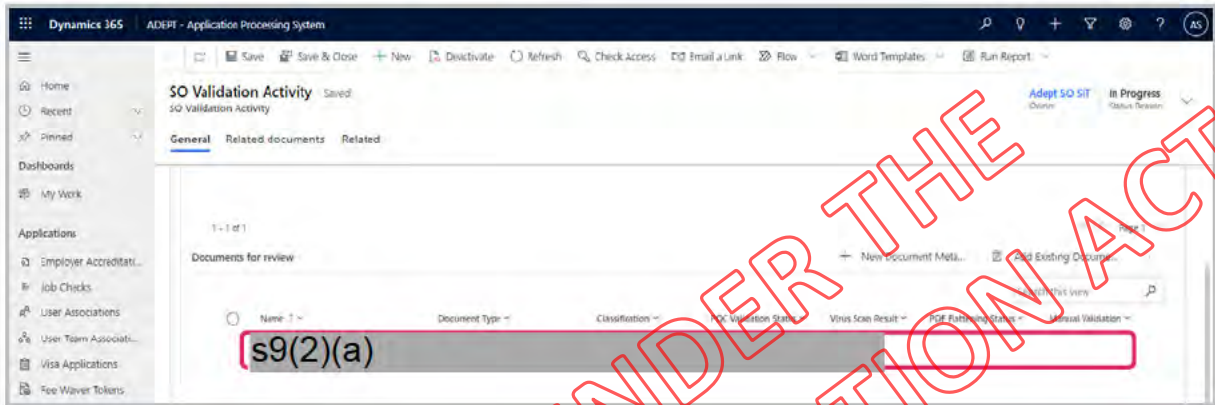 Dynamics 365 ADEPT - Application Processing System ? AS
Save Save & Close + New Deactivate Refresh Check Access Email a Link Flow Word Templates Run Report
Home
Recent
Pinned
Dashboards
My Work
Applications
Employer Accreditati...
Job Checks
User Associations
User Team Associati...
Visa Applications
Fee Waiver Tokens
SO Validation Activity Saved
SO Validation Activity
Adept SO SIT In Progress
Owner Status Reason
General Related documents Related
1 - 1 of 1 Page 1
Documents for review + New Document Meta... Add Existing Docume...
Search this view
Name ↑ Document Type Classification Validation Status Virus Scan Result PDF Flattening Status Manual Validation
s9(2)(a)
UNDER THE
TION ACT